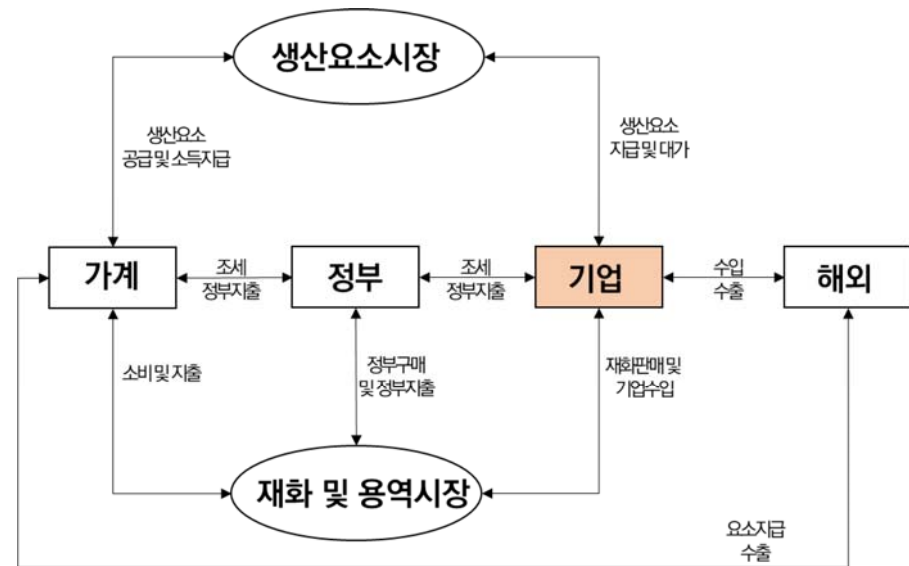 생산요소시장
생산요소
공급 및 소득지급
생산요소
지급 및 대가
가계
조세
정부지출
정부
조세
정부지출
기업
수입
수출
해외
소비 및 지출
정부구매
및 정부지출
재화판매 및
기업수입
재화 및 용역시장
요소지급
수출